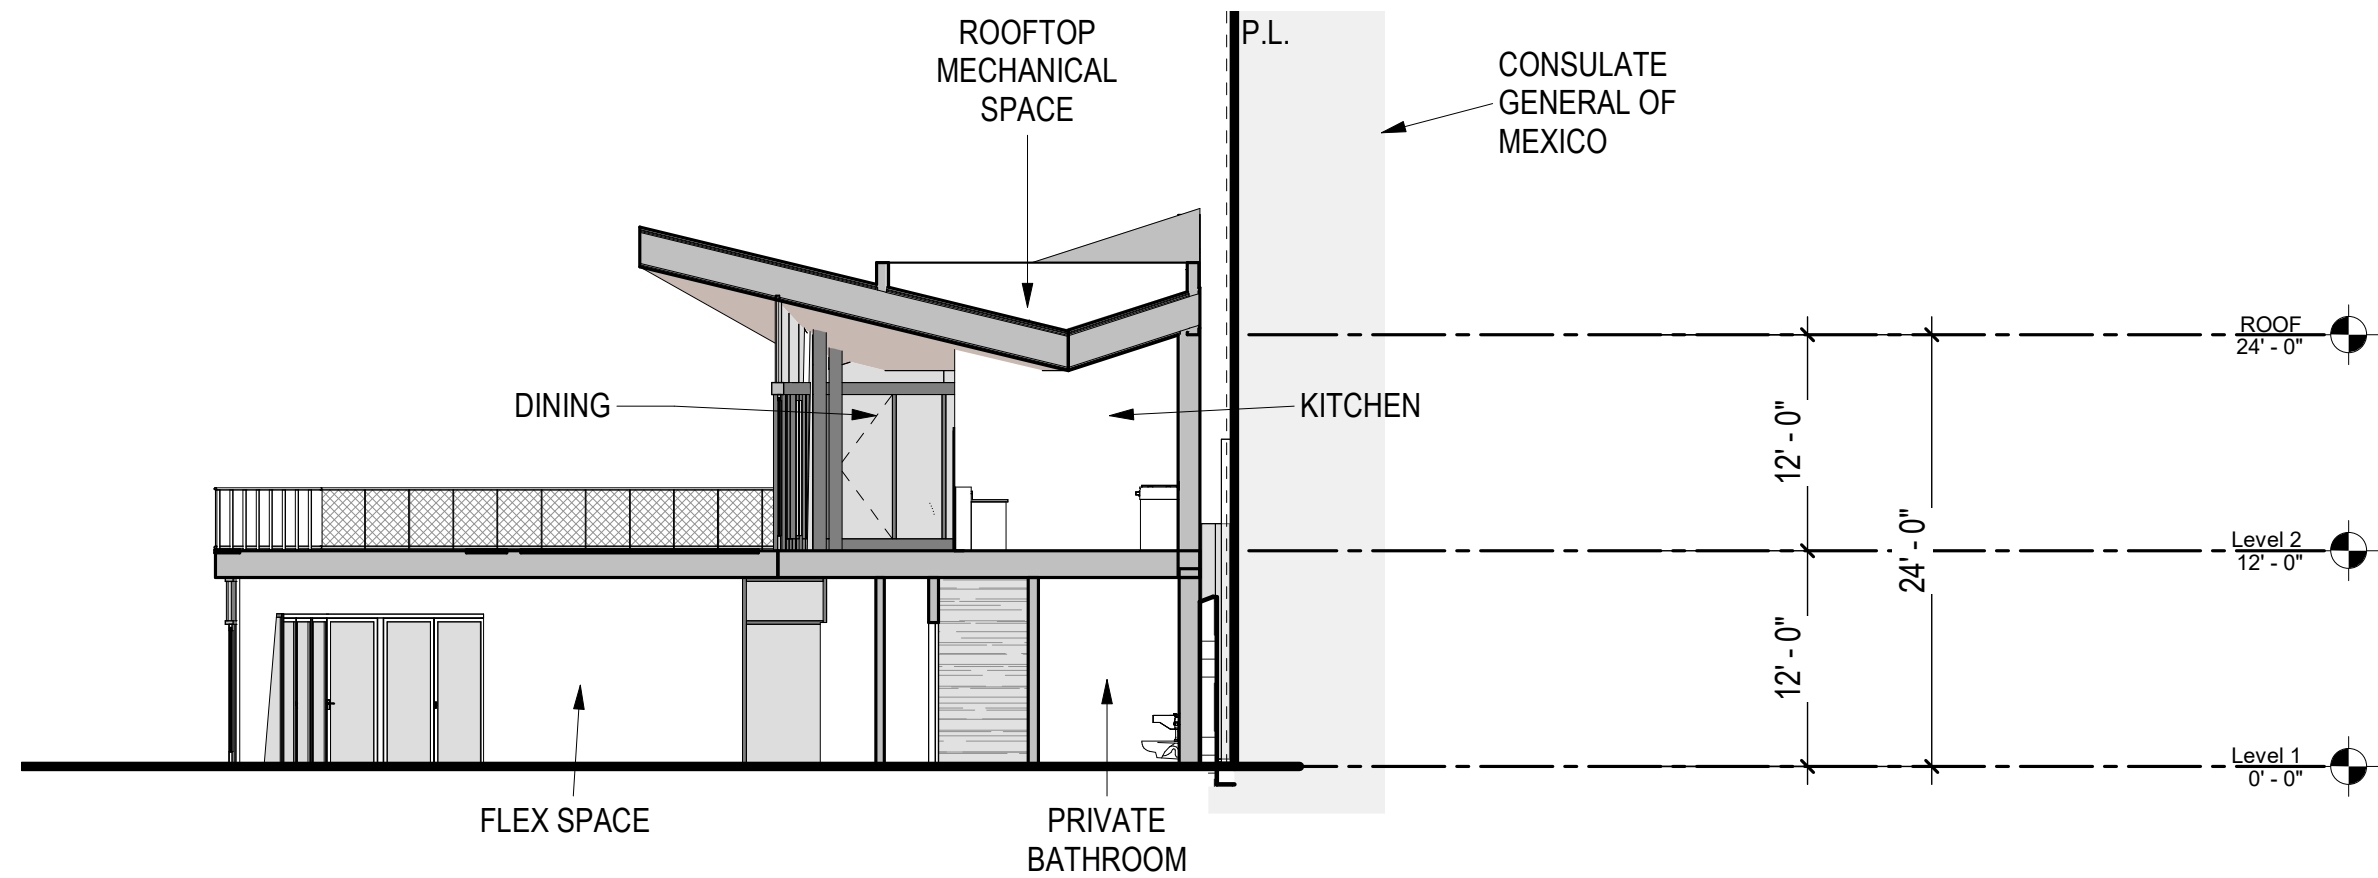 ROOFTOP
MECHANICAL
SPACE
P.L.
CONSULATE
GENERAL OF
MEXICO
ROOF
24' - 0"
DINING
KITCHEN
12' - 0"
24' - 0"
Level 2
12' - 0"
12' - 0"
Level 1
0' - 0"
FLEX SPACE
PRIVATE
BATHROOM